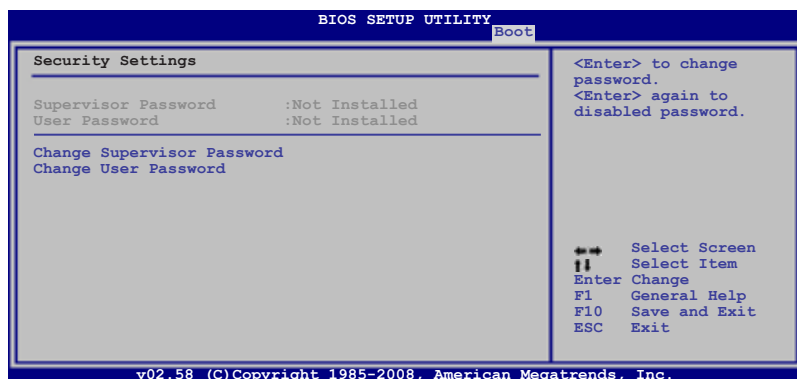 BIOS SETUP UTILITY
Boot
Security Settings
Supervisor Password :Not Installed
User Password :Not Installed
Change Supervisor Password
Change User Password
<Enter> to change
password.
<Enter> again to
disabled password.
←→ Select Screen
↑↓ Select Item
Enter Change
F1 General Help
F10 Save and Exit
ESC Exit
v02.58 (C)Copyright 1985-2008, American Megatrends, Inc.